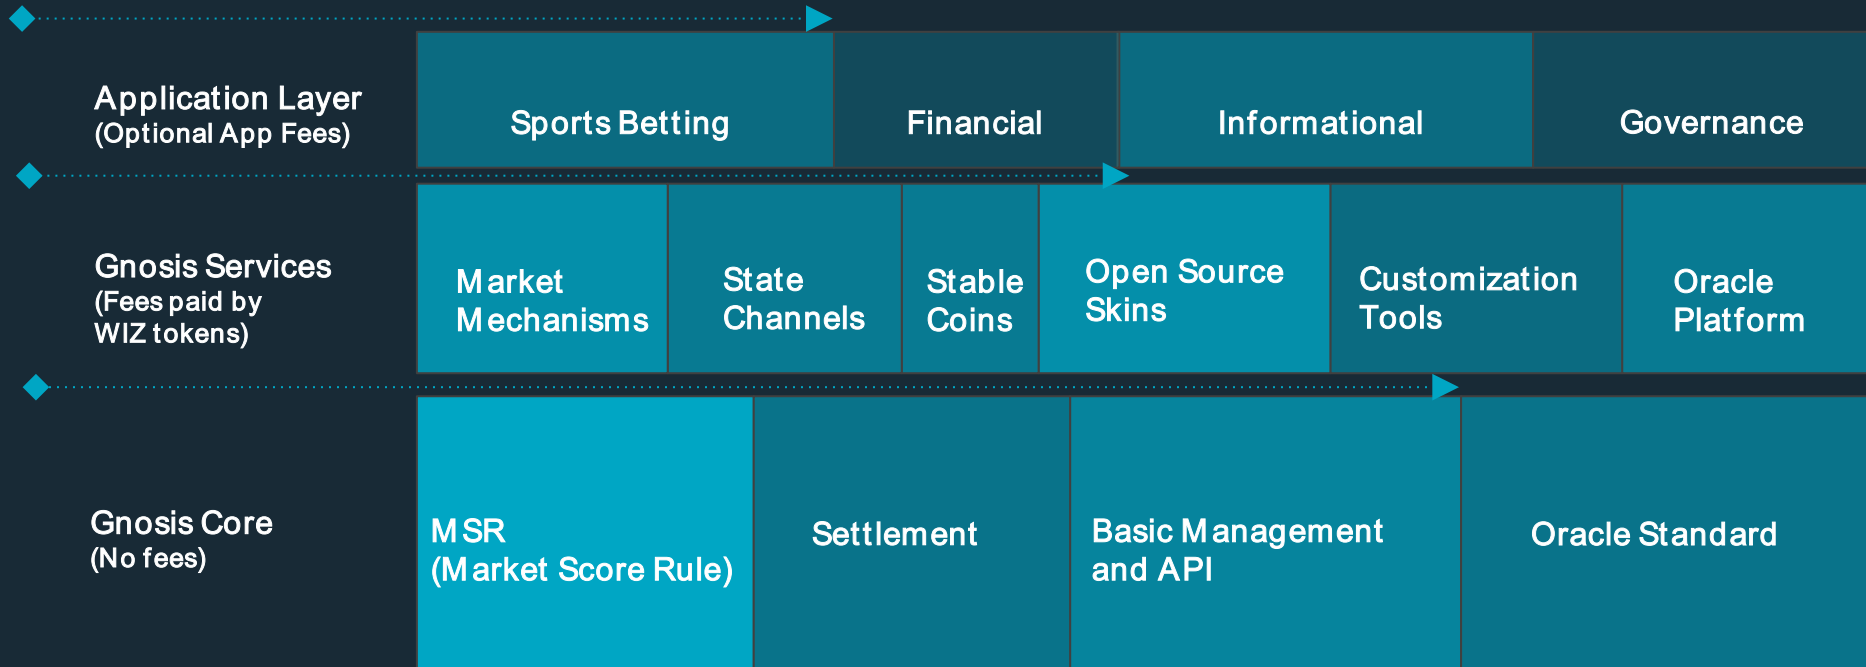 Application Layer
(Optional App Fees)
Sports Betting
Financial
Informational
Governance
Gnosis Services
(Fees paid by
WIZ tokens)
Market
Mechanisms
State
Channels
Stable
Coins
Open Source
Skins
Customization
Tools
Oracle
Platform
Gnosis Core
(No fees)
MSR
(Market Score Rule)
Settlement
Basic Management
and API
Oracle Standard